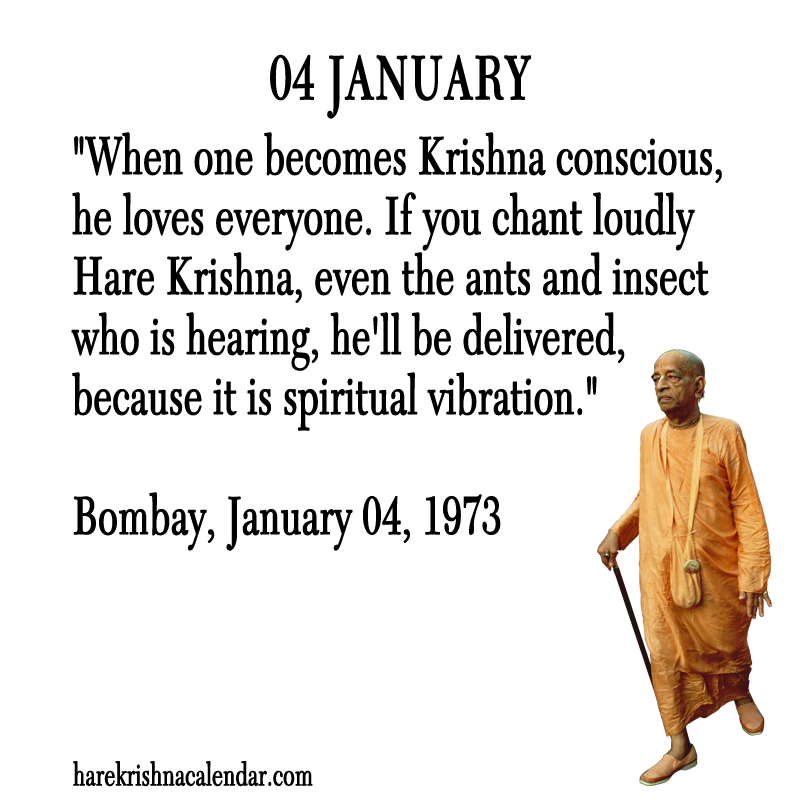 04 JANUARY
"When one becomes Krishna conscious,
he loves everyone. If you chant loudly
Hare Krishna, even the ants and insect
who is hearing, he'll be delivered,
because it is spiritual vibration."
Bombay, January 04, 1973
harekrishnacalendar.com